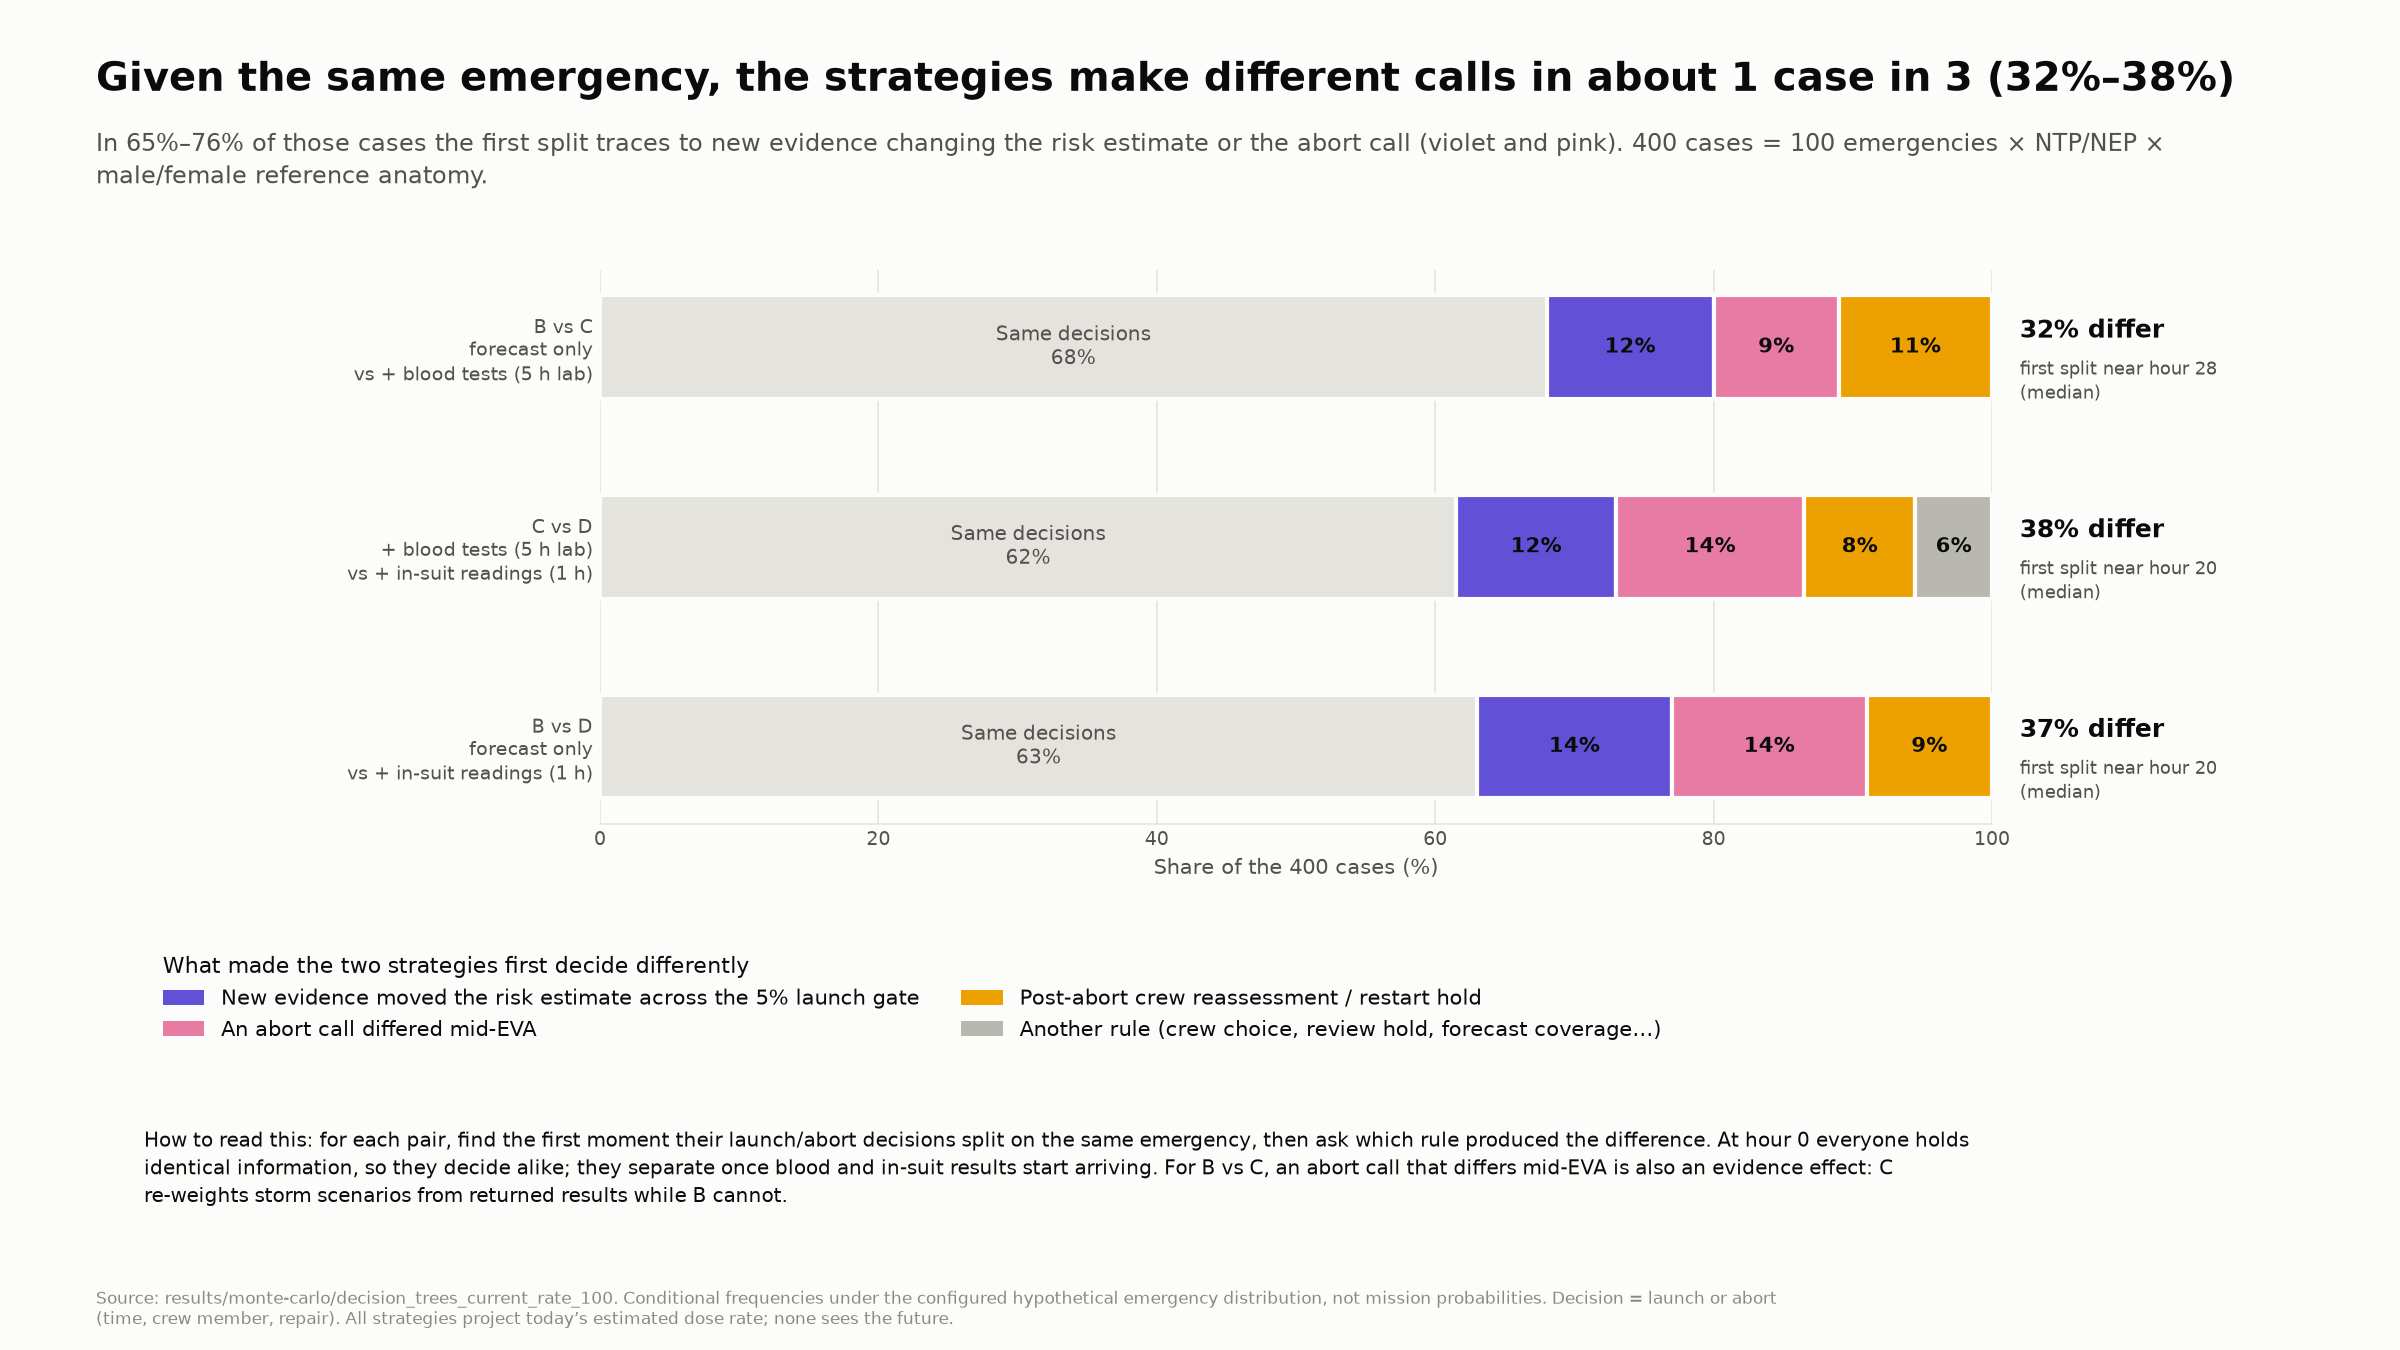 Given the same emergency, the strategies make different calls in about 1 case in 3 (32%–38%)
In 65%–76% of those cases the first split traces to new evidence changing the risk estimate or the abort call (violet and pink). 400 cases = 100 emergencies × NTP/NEP ×
male/female reference anatomy.
B vs C
forecast only
vs + blood tests (5 h lab)
Same decisions
68%
12%
9%
11%
32% differ
first split near hour 28
(median)
C vs D
+ blood tests (5 h lab)
vs + in-suit readings (1 h)
Same decisions
62%
12%
14%
8%
6%
38% differ
first split near hour 20
(median)
B vs D
forecast only
vs + in-suit readings (1 h)
Same decisions
63%
14%
14%
9%
37% differ
first split near hour 20
(median)
0 20 40 60 80 100
Share of the 400 cases (%)
What made the two strategies first decide differently
New evidence moved the risk estimate across the 5% launch gate
An abort call differed mid-EVA
Post-abort crew reassessment / restart hold
Another rule (crew choice, review hold, forecast coverage…)
How to read this: for each pair, find the first moment their launch/abort decisions split on the same emergency, then ask which rule produced the difference. At hour 0 everyone holds
identical information, so they decide alike; they separate once blood and in-suit results start arriving. For B vs C, an abort call that differs mid-EVA is also an evidence effect: C
re-weights storm scenarios from returned results while B cannot.
Source: results/monte-carlo/decision_trees_current_rate_100. Conditional frequencies under the configured hypothetical emergency distribution, not mission probabilities. Decision = launch or abort
(time, crew member, repair). All strategies project today’s estimated dose rate; none sees the future.